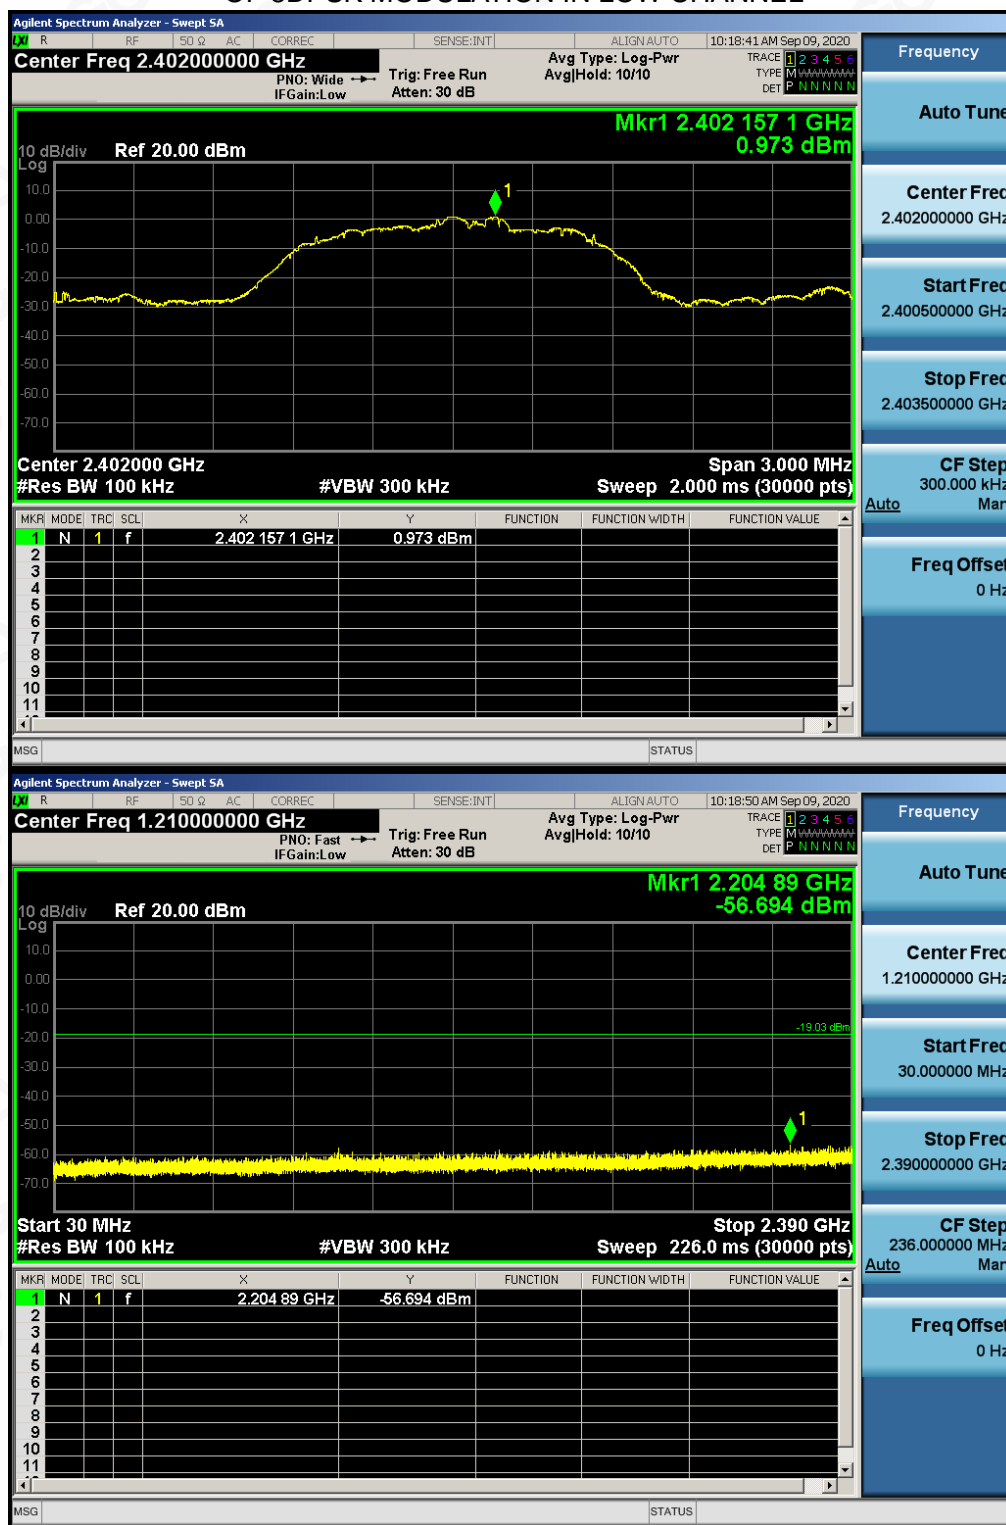 OF 8DPSK MODULATION IN LOW CHANNEL
Agilent Spectrum Analyzer - Swept SA
LXI R RF 50 Ω AC CORREC SENSE:INT ALIGN AUTO 10:18:41 AM Sep 09, 2020
Center Freq 2.402000000 GHz
PNO: Wide
IFGain:Low
Trig: Free Run
Atten: 30 dB
Avg Type: Log-Pwr
Avg|Hold: 10/10
TRACE 1 2 3 4 5 6
TYPE M
DET P N N N N N
Mkr1 2.402 157 1 GHz
0.973 dBm
10 dB/div Ref 20.00 dBm
Log
10.0
0.00
-10.0
-20.0
-30.0
-40.0
-50.0
-60.0
-70.0
1
Center 2.402000 GHz Span 3.000 MHz
#Res BW 100 kHz #VBW 300 kHz Sweep 2.000 ms (30000 pts)
MKR MODE TRC SCL X Y FUNCTION FUNCTION WIDTH FUNCTION VALUE
1 N 1 f 2.402 157 1 GHz 0.973 dBm
2
3
4
5
6
7
8
9
10
11
MSG STATUS
Frequency
Auto Tune
Center Freq
2.402000000 GHz
Start Freq
2.400500000 GHz
Stop Freq
2.403500000 GHz
CF Step
300.000 kHz
Auto Man
Freq Offset
0 Hz
Agilent Spectrum Analyzer - Swept SA
LXI R RF 50 Ω AC CORREC SENSE:INT ALIGN AUTO 10:18:50 AM Sep 09, 2020
Center Freq 1.210000000 GHz
PNO: Fast
IFGain:Low
Trig: Free Run
Atten: 30 dB
Avg Type: Log-Pwr
Avg|Hold: 10/10
TRACE 1 2 3 4 5 6
TYPE M
DET P N N N N N
Mkr1 2.204 89 GHz
-56.694 dBm
10 dB/div Ref 20.00 dBm
Log
10.0
0.00
-10.0
-20.0
-30.0
-40.0
-50.0
-60.0
-70.0
-19.03 dBm
1
Start 30 MHz Stop 2.390 GHz
#Res BW 100 kHz #VBW 300 kHz Sweep 226.0 ms (30000 pts)
MKR MODE TRC SCL X Y FUNCTION FUNCTION WIDTH FUNCTION VALUE
1 N 1 f 2.204 89 GHz -56.694 dBm
2
3
4
5
6
7
8
9
10
11
MSG STATUS
Frequency
Auto Tune
Center Freq
1.210000000 GHz
Start Freq
30.000000 MHz
Stop Freq
2.390000000 GHz
CF Step
236.000000 MHz
Auto Man
Freq Offset
0 Hz